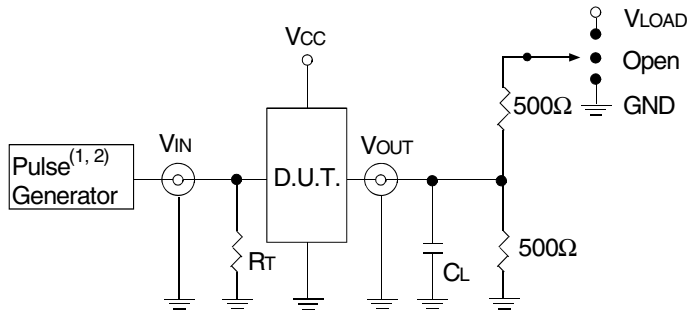 VLOAD
VCC
Open
500Ω
GND
VIN
VOUT
Pulse(1, 2)
Generator
D.U.T.
RT
CL
500Ω